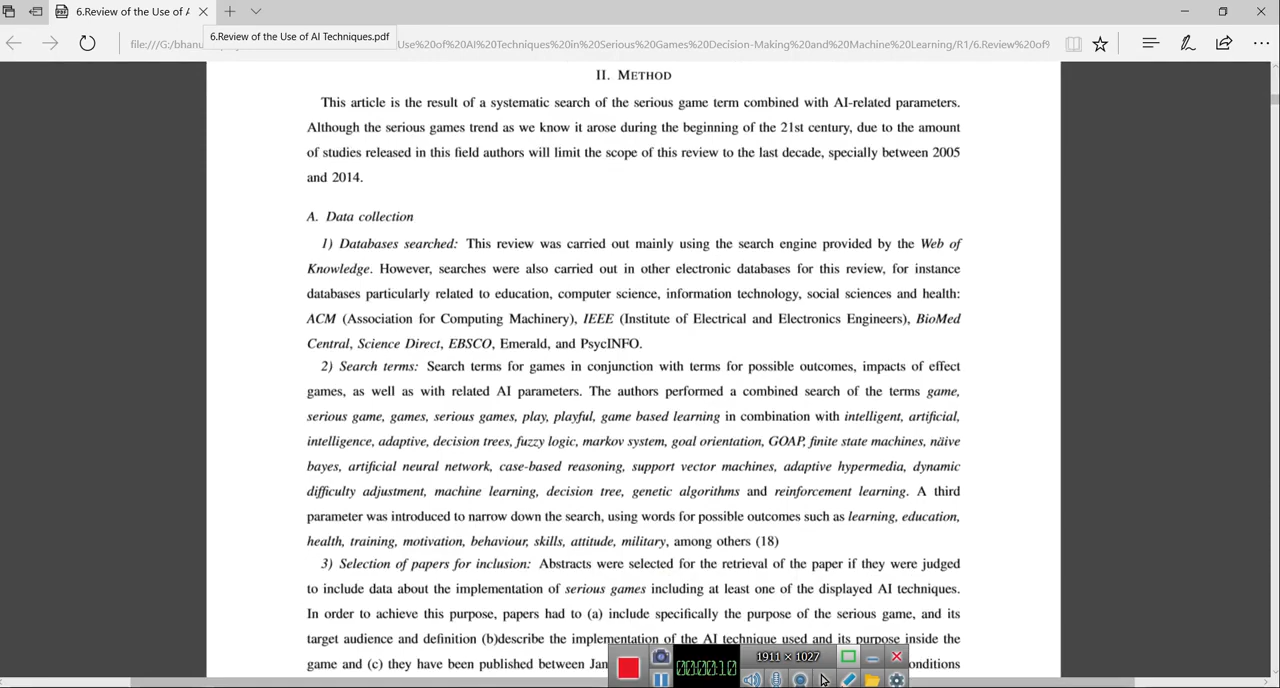 6.Review of the Use of A
6.Review of the Use of AI Techniques.pdf
file:///G:/bhanu Use%20of%20AI%20Techniques%20in%20Serious%20Games%20Decision-Making%20and%20Machine%20Learning/R1/6.Review%20of%9
II. METHOD
This article is the result of a systematic search of the serious game term combined with AI-related parameters.
Although the serious games trend as we know it arose during the beginning of the 21st century, due to the amount
of studies released in this field authors will limit the scope of this review to the last decade, specially between 2005
and 2014.
A. Data collection
1) Databases searched: This review was carried out mainly using the search engine provided by the Web of
Knowledge. However, searches were also carried out in other electronic databases for this review, for instance
databases particularly related to education, computer science, information technology, social sciences and health:
ACM (Association for Computing Machinery), IEEE (Institute of Electrical and Electronics Engineers), BioMed
Central, Science Direct, EBSCO, Emerald, and PsycINFO.
2) Search terms: Search terms for games in conjunction with terms for possible outcomes, impacts of effect
games, as well as with related AI parameters. The authors performed a combined search of the terms game,
serious game, games, serious games, play, playful, game based learning in combination with intelligent, artificial,
intelligence, adaptive, decision trees, fuzzy logic, markov system, goal orientation, GOAP, finite state machines, näive
bayes, artificial neural network, case-based reasoning, support vector machines, adaptive hypermedia, dynamic
difficulty adjustment, machine learning, decision tree, genetic algorithms and reinforcement learning. A third
parameter was introduced to narrow down the search, using words for possible outcomes such as learning, education,
health, training, motivation, behaviour, skills, attitude, military, among others (18)
3) Selection of papers for inclusion: Abstracts were selected for the retrieval of the paper if they were judged
to include data about the implementation of serious games including at least one of the displayed AI techniques.
In order to achieve this purpose, papers had to (a) include specifically the purpose of the serious game, and its
target audience and definition (b)describe the implementation of the AI technique used and its purpose inside the
game and (c) they have been published between Jan onditions
1911 × 1027
00:00:10